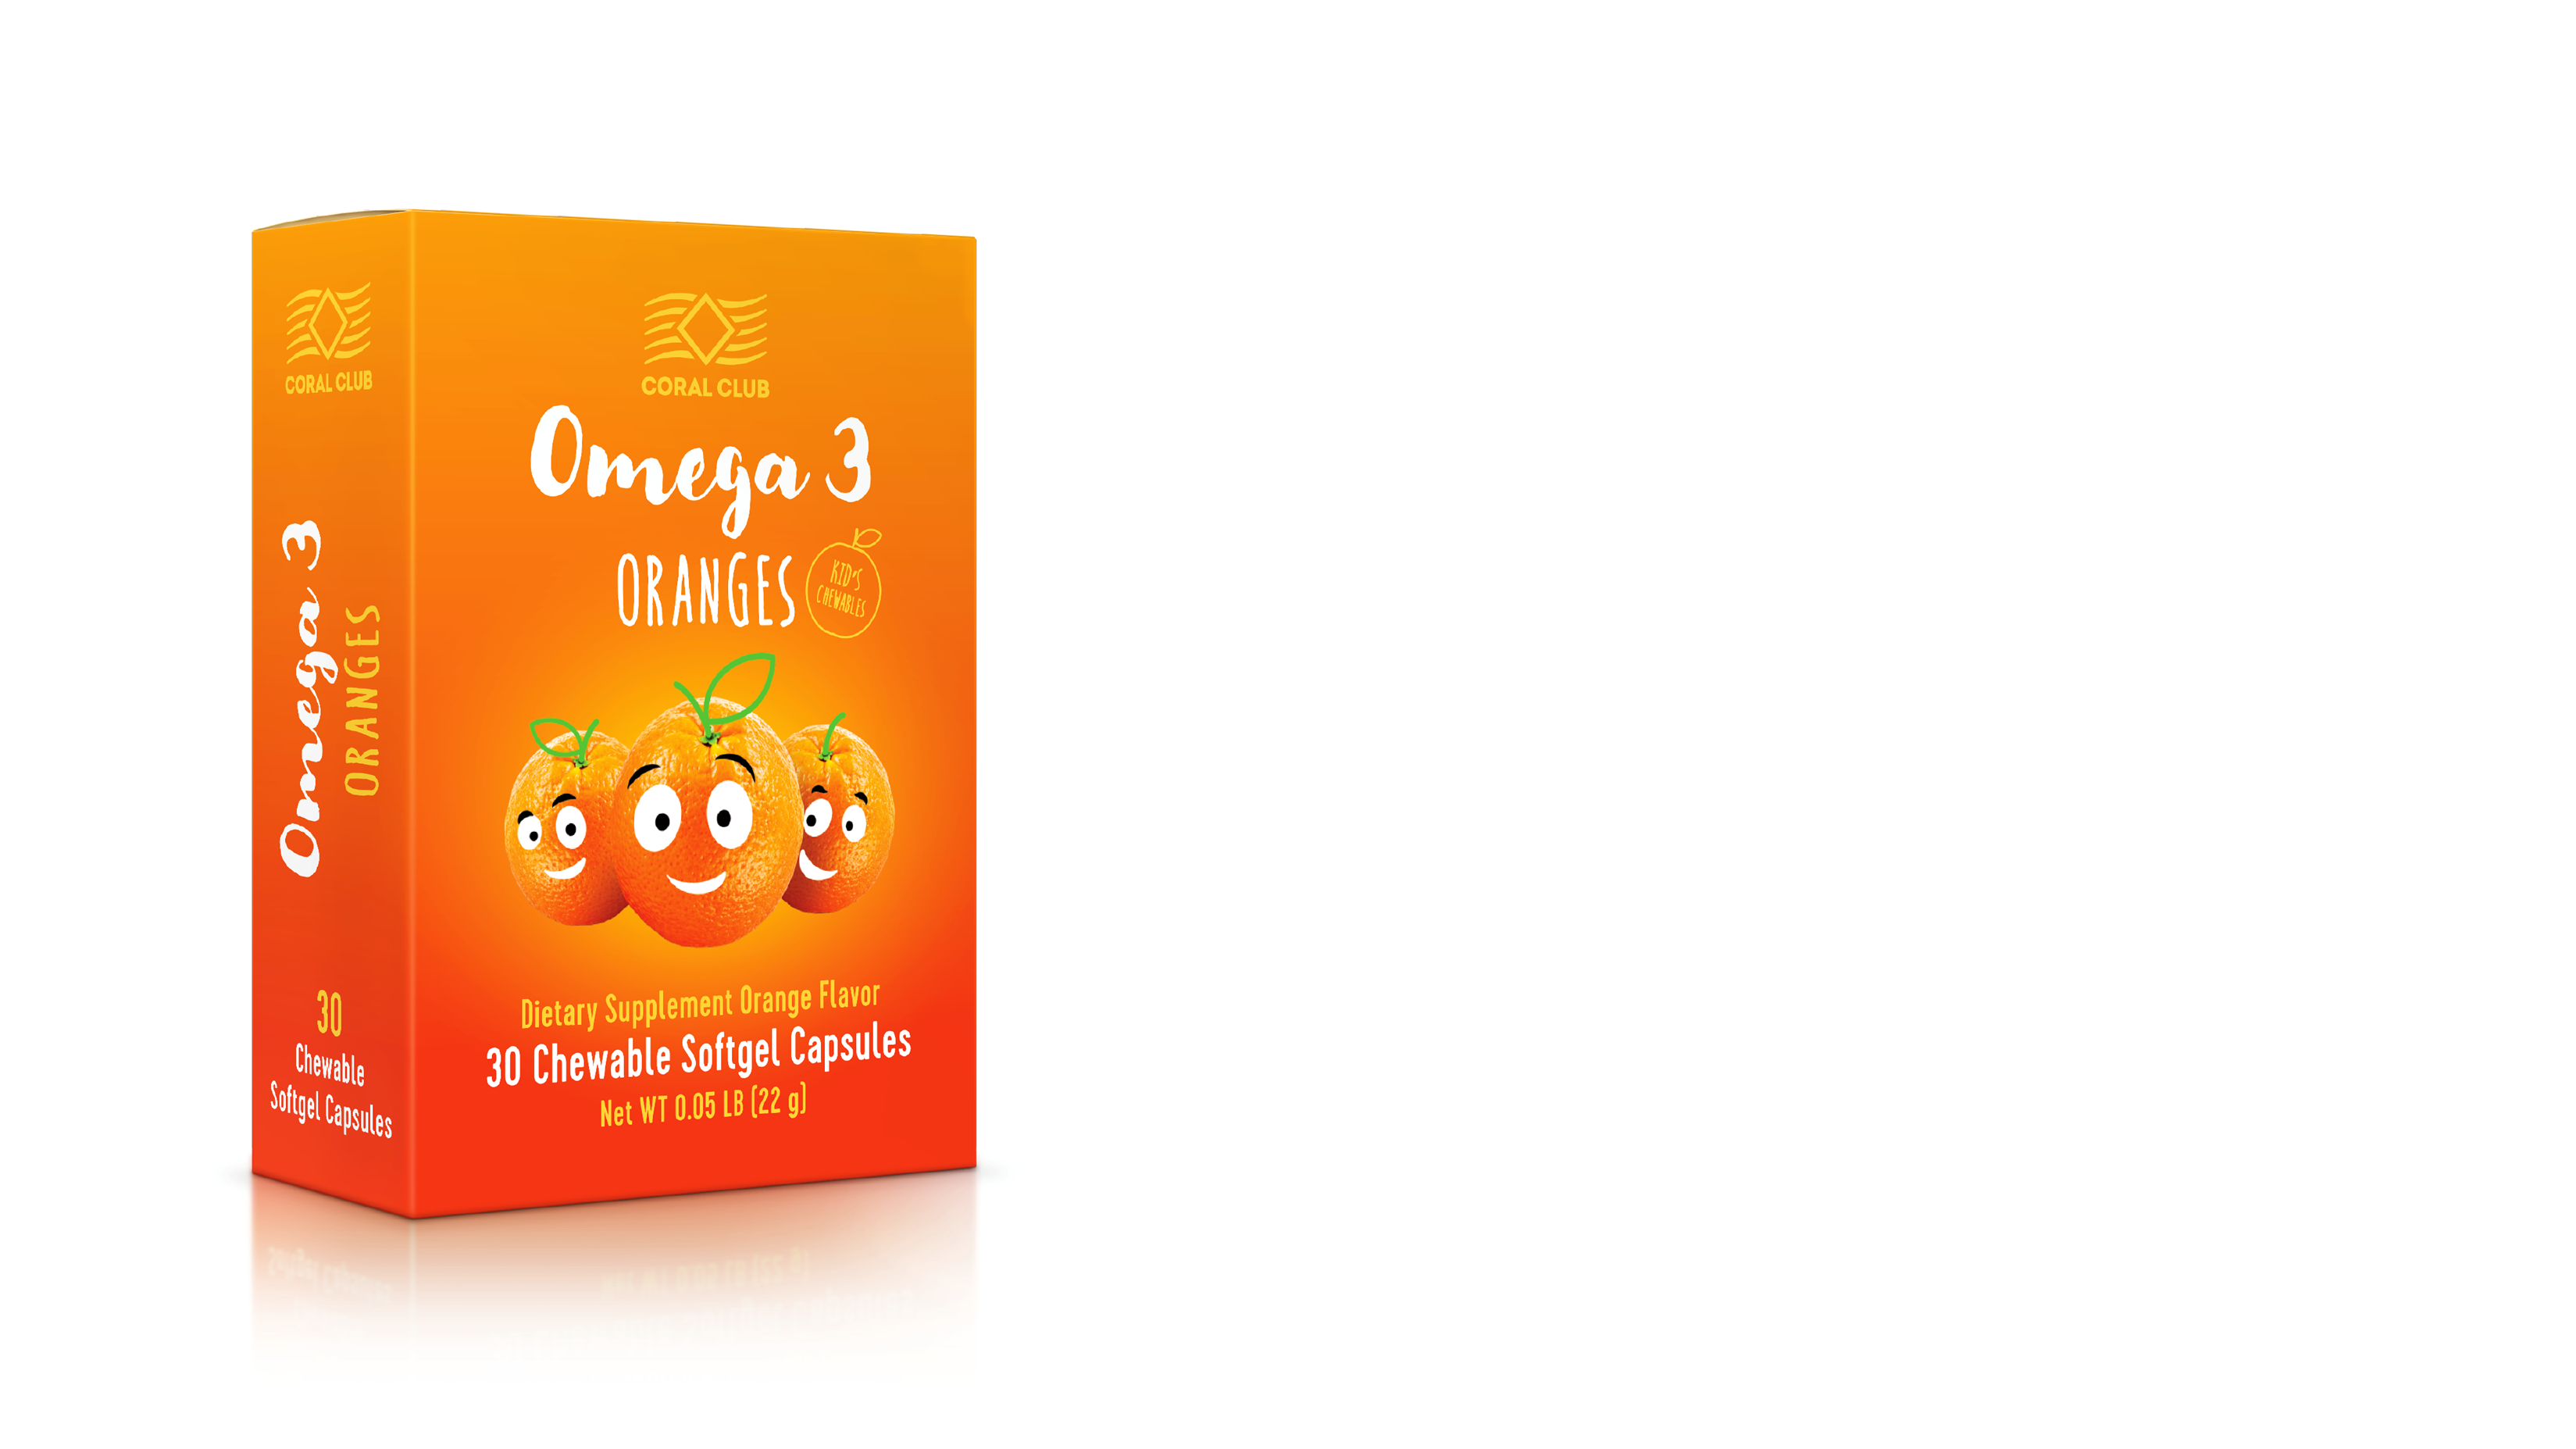 CORAL CLUB
Omega 3
ORANGES
30
Chewable
Softgel Capsules
CORAL CLUB
Omega 3
ORANGES
KID'S
CHEWABLES
Dietary Supplement Orange Flavor
30 Chewable Softgel Capsules
Net WT 0.05 LB (22 g)